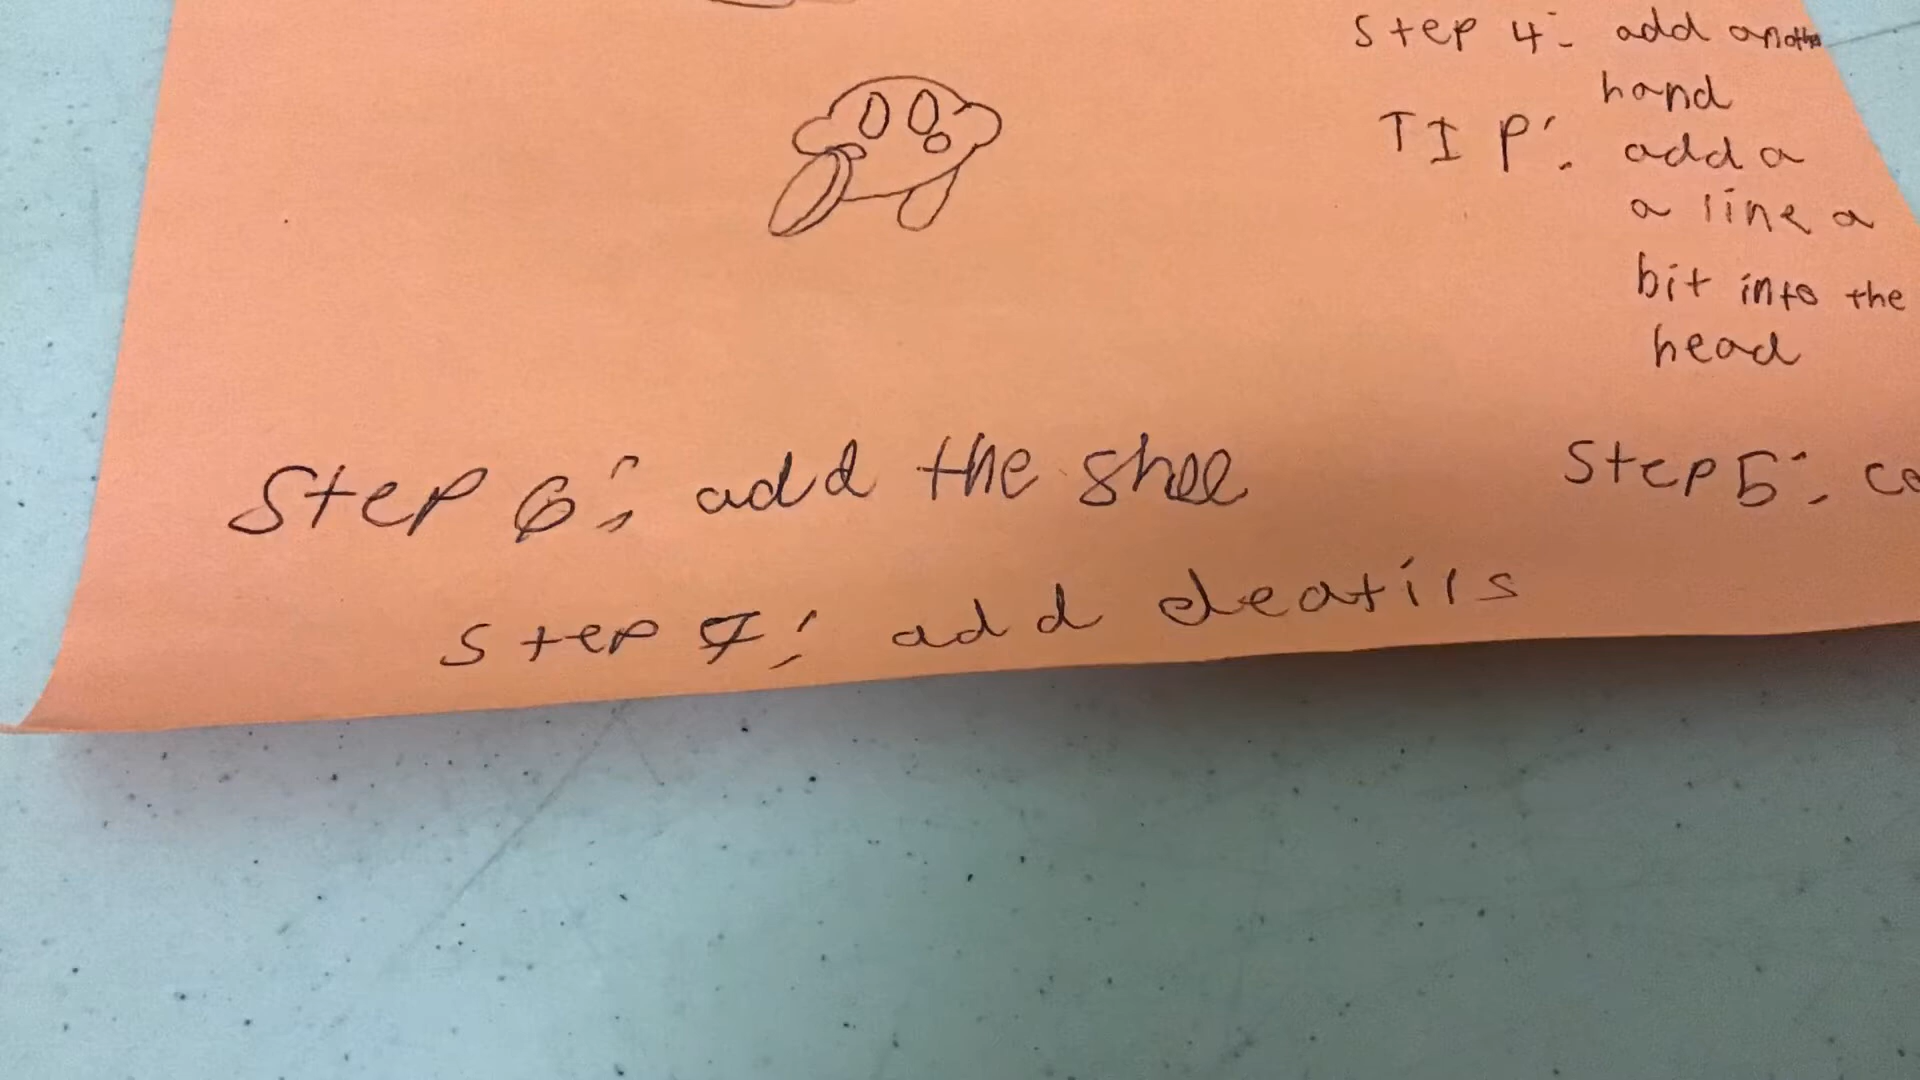 Step 4: add another
hand
TIP: add a
a line a
bit into the
head
Step 5:
Step 6: add the shoe
Step 7: add deatils